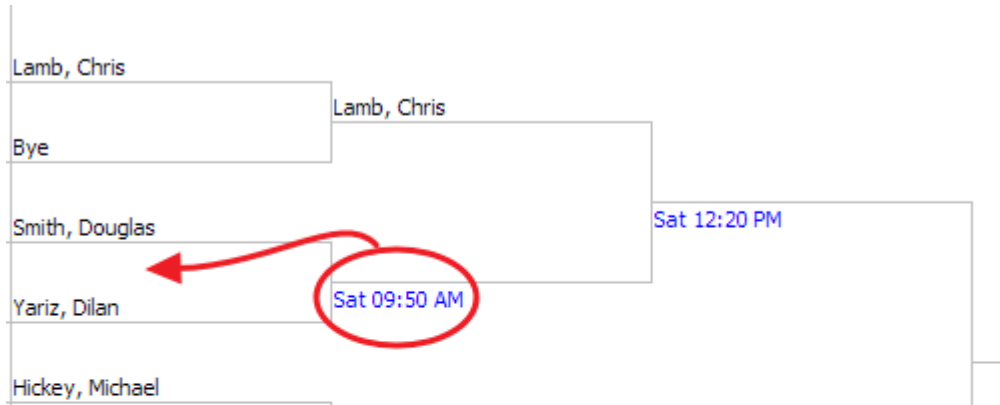 Lamb, Chris
Lamb, Chris
Bye
Smith, Douglas
Sat 12:20 PM
Sat 09:50 AM
Yariz, Dilan
Hickey, Michael